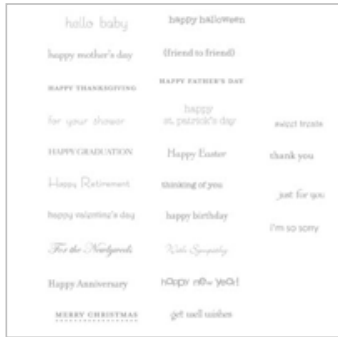 hello baby
happy halloween
happy mother's day
(friend to friend)
HAPPY THANKSGIVING
HAPPY FATHER'S DAY
for your shower
happy
st. patrick's day
sweet treats
HAPPY GRADUATION
Happy Easter
thank you
Happy Retirement
thinking of you
just for you
happy valentine's day
happy birthday
i'm so sorry
For the Newlyweds
With Sympathy
Happy Anniversary
happy new year!
MERRY CHRISTMAS
get well wishes